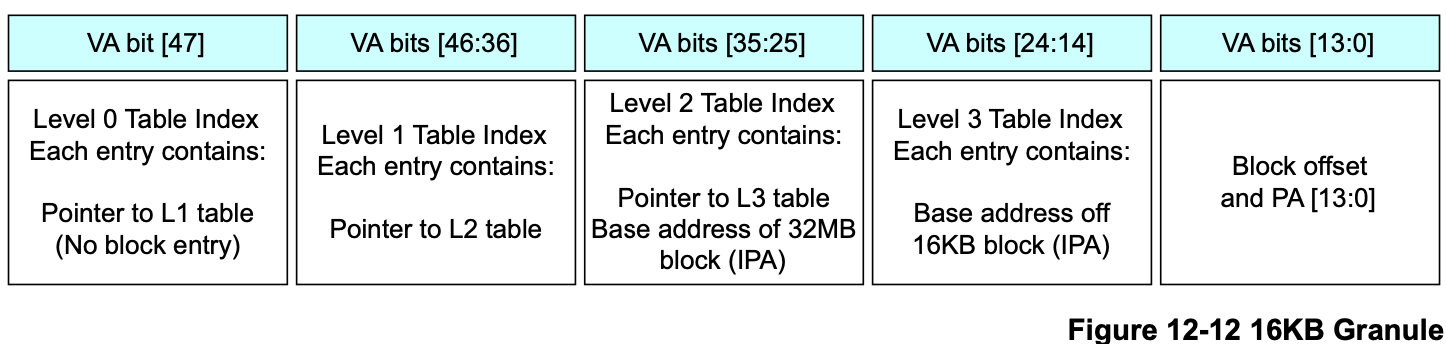 VA bit [47]
VA bits [46:36]
VA bits [35:25]
VA bits [24:14]
VA bits [13:0]
Level 0 Table Index
Each entry contains:
Pointer to L1 table
(No block entry)
Level 1 Table Index
Each entry contains:
Pointer to L2 table
Level 2 Table Index
Each entry contains:
Pointer to L3 table
Base address of 32MB
block (IPA)
Level 3 Table Index
Each entry contains:
Base address off
16KB block (IPA)
Block offset
and PA [13:0]
Figure 12-12 16KB Granule